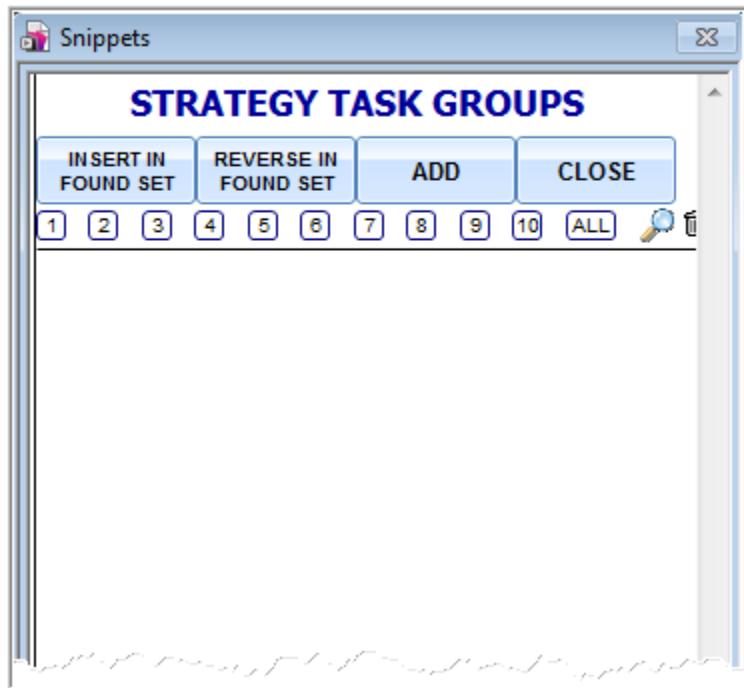 Snippets
STRATEGY TASK GROUPS
INSERT IN
FOUND SET
REVERSE IN
FOUND SET
ADD
CLOSE
1 2 3 4 5 6 7 8 9 10 ALL